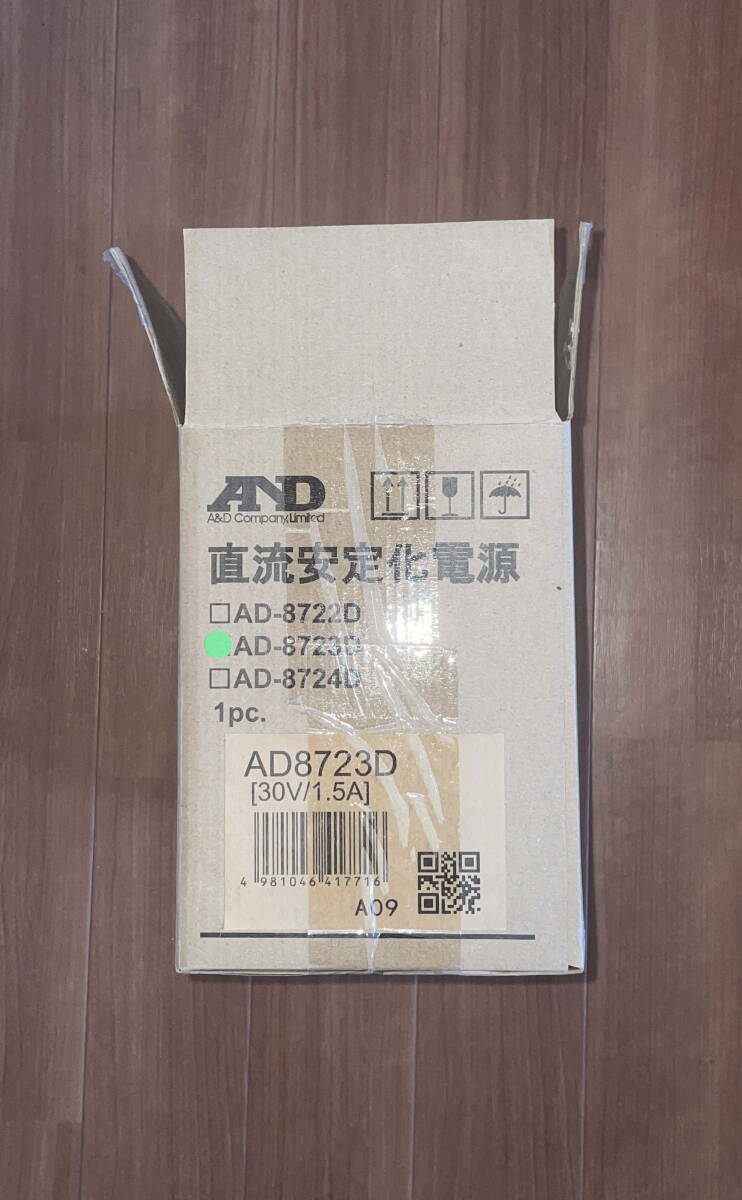 AND
A&D Company,Limited
直流安定化電源
□AD-8722D
AD-8723D
□AD-8724D
1pc.
AD8723D
[30V/1.5A]
4 981046 417716
A09